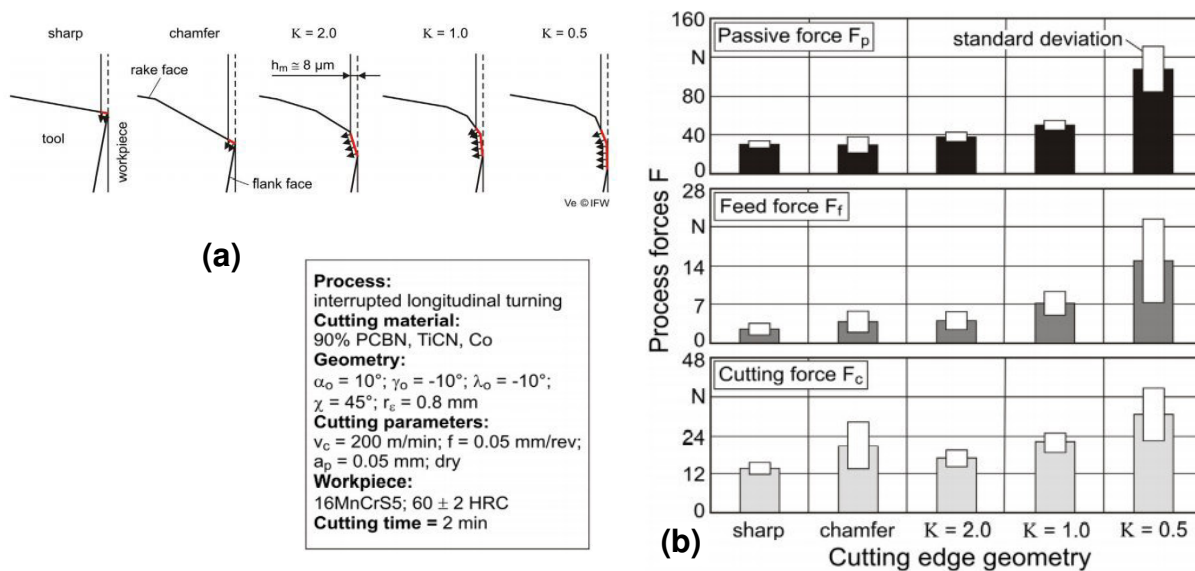 sharp
chamfer
K = 2.0
K = 1.0
K = 0.5
rake face
hm ≅ 8 µm
tool
workpiece
flank face
Ve © IFW
(a)
Process:
interrupted longitudinal turning
Cutting material:
90% PCBN, TiCN, Co
Geometry:
αo = 10°; γo = -10°; λo = -10°;
χ = 45°; rε = 0.8 mm
Cutting parameters:
vc = 200 m/min; f = 0.05 mm/rev;
ap = 0.05 mm; dry
Workpiece:
16MnCrS5; 60 ± 2 HRC
Cutting time = 2 min
Process forces F
160
N
80
40
0
Passive force Fp
standard deviation
28
N
14
7
0
Feed force Ff
48
N
24
12
0
Cutting force Fc
sharp
chamfer
K = 2.0
K = 1.0
K = 0.5
Cutting edge geometry
(b)